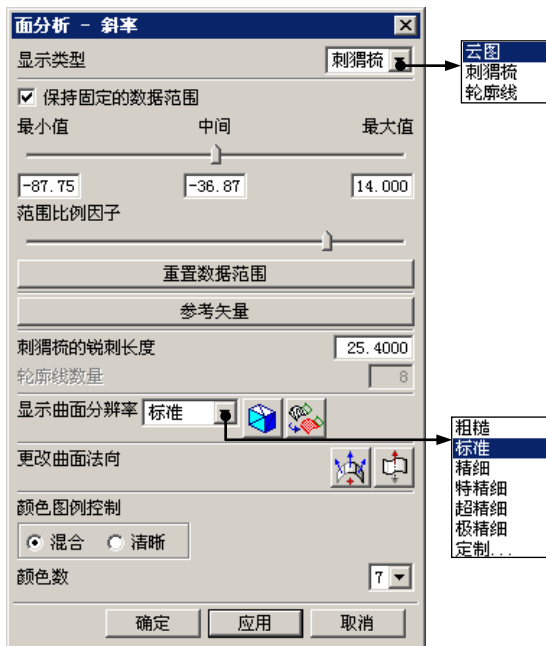 面分析 - 斜率
显示类型 刺猬梳
云图
刺猬梳
轮廓线
保持固定的数据范围
最小值 中间 最大值
-87.75 -36.87 14.000
范围比例因子
重置数据范围
参考矢量
刺猬梳的锐刺长度 25.4000
轮廓线数量 8
显示曲面分辨率 标准
粗糙
标准
精细
特精细
超精细
极精细
定制...
更改曲面法向
颜色图例控制
混合 清晰
颜色数 7
确定 应用 取消